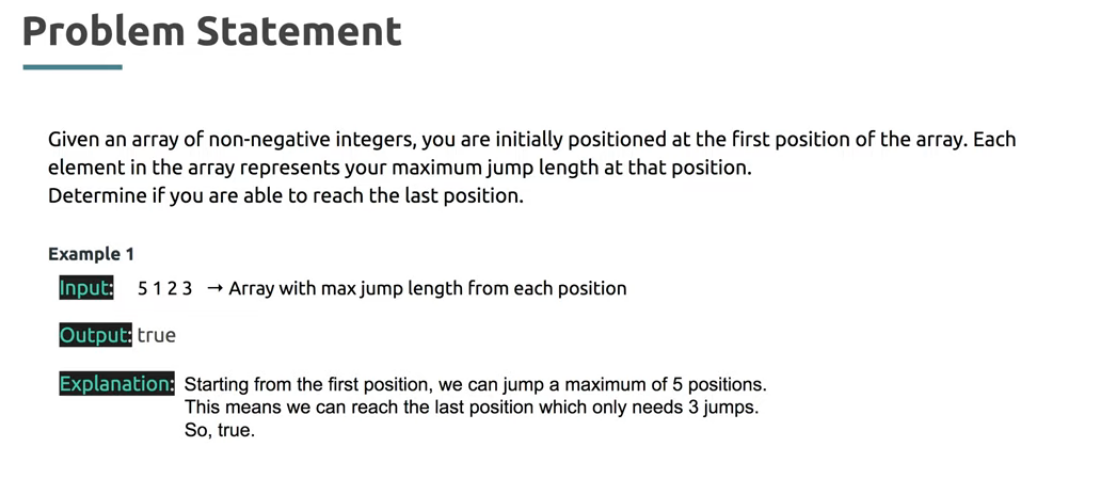 Problem Statement
Given an array of non-negative integers, you are initially positioned at the first position of the array. Each
element in the array represents your maximum jump length at that position.
Determine if you are able to reach the last position.
Example 1
Input: 5 1 2 3 → Array with max jump length from each position
Output: true
Explanation: Starting from the first position, we can jump a maximum of 5 positions.
This means we can reach the last position which only needs 3 jumps.
So, true.